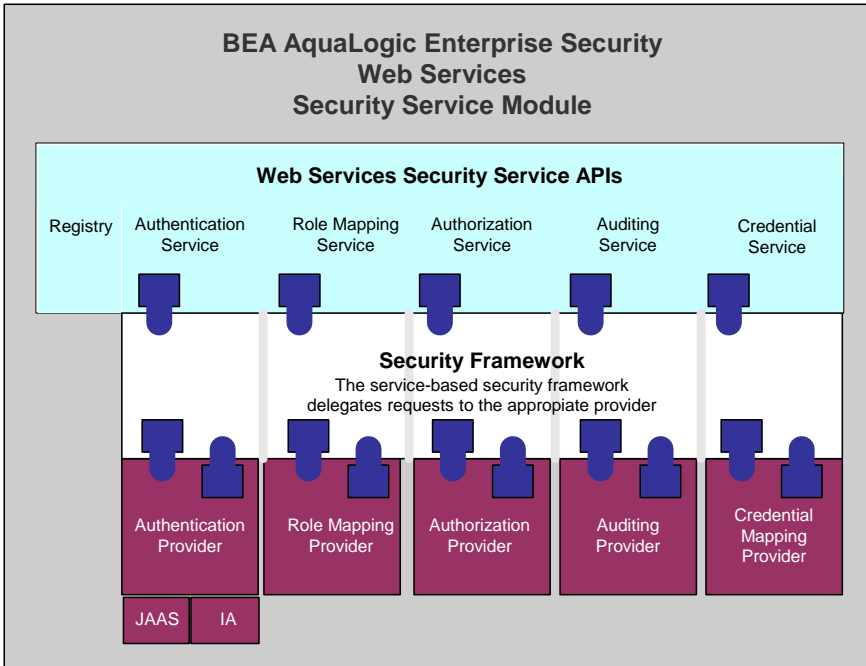 BEA AquaLogic Enterprise Security
Web Services
Security Service Module
Web Services Security Service APIs
Registry
Authentication
Service
Role Mapping
Service
Authorization
Service
Auditing
Service
Credential
Service
Security Framework
The service-based security framework
delegates requests to the appropiate provider
Authentication
Provider
Role Mapping
Provider
Authorization
Provider
Auditing
Provider
Credential
Mapping
Provider
JAAS
IA